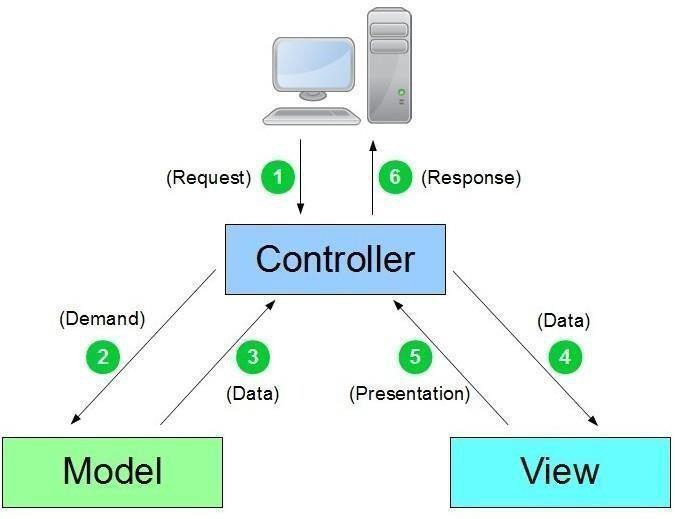 (Request) 1 6 (Response)
Controller
(Demand) (Data)
2 3 5 4
(Data) (Presentation)
Model View